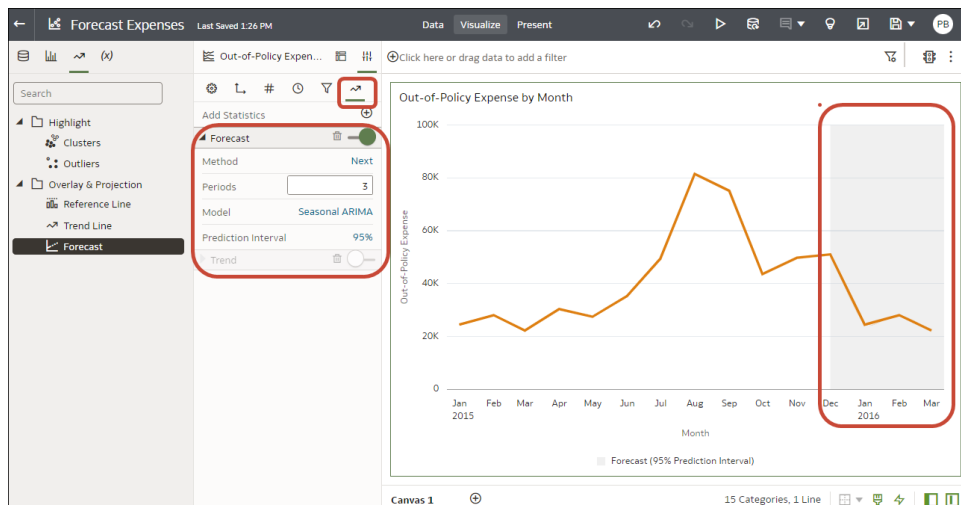 Forecast Expenses Last Saved 1:26 PM Data Visualize Present PB
(x) Out-of-Policy Expen... Click here or drag data to add a filter
Search
Highlight
Clusters
Outliers
Overlay & Projection
Reference Line
Trend Line
Forecast
#
Add Statistics
Forecast
Method Next
Periods 3
Model Seasonal ARIMA
Prediction Interval 95%
Trend
Out-of-Policy Expense by Month
100K
80K
60K
40K
20K
0
Out-of-Policy Expense
Jan Feb Mar Apr May Jun Jul Aug Sep Oct Nov Dec Jan Feb Mar
2015 2016
Month
Forecast (95% Prediction Interval)
Canvas 1 15 Categories, 1 Line